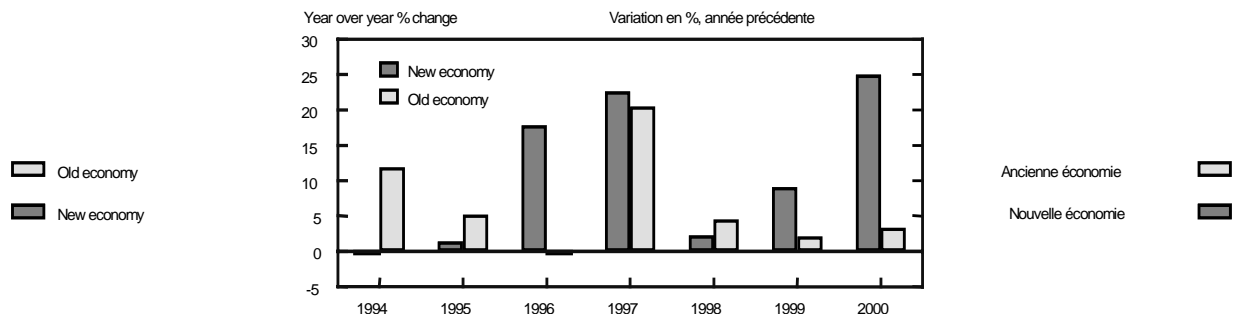 Year over year % change
Variation en %, année précédente
30
25
20
15
10
5
0
-5
New economy
Old economy
Old economy
New economy
Ancienne économie
Nouvelle économie
1994 1995 1996 1997 1998 1999 2000